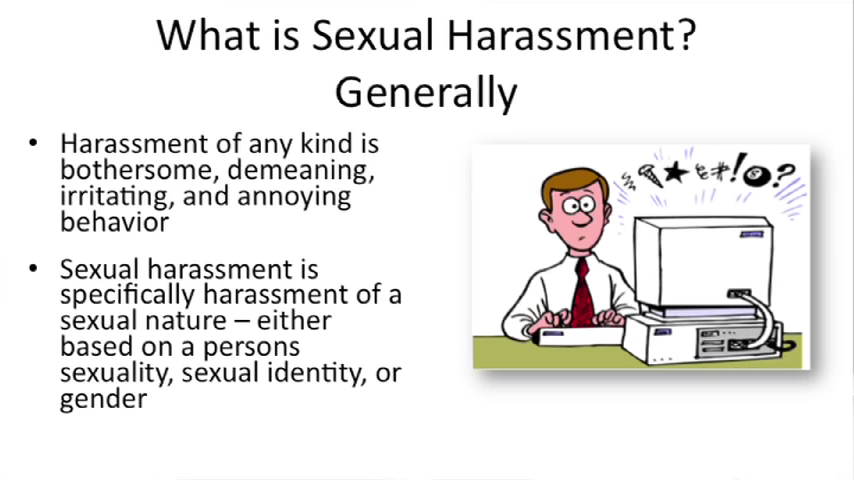 What is Sexual Harassment?
Generally
• Harassment of any kind is
bothersome, demeaning,
irritating, and annoying
behavior
• Sexual harassment is
specifically harassment of a
sexual nature – either
based on a persons
sexuality, sexual identity, or
gender